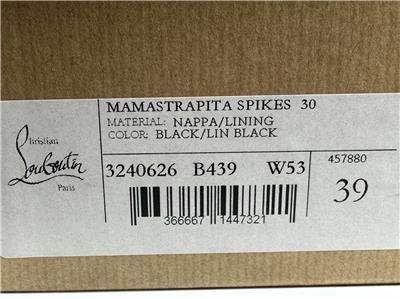 MAMASTRAPITA SPIKES 30
MATERIAL: NAPPA/LINING
COLOR: BLACK/LIN BLACK
Christian
Louboutin
Paris
3240626 B439 W53
457880
39
366667 1447321